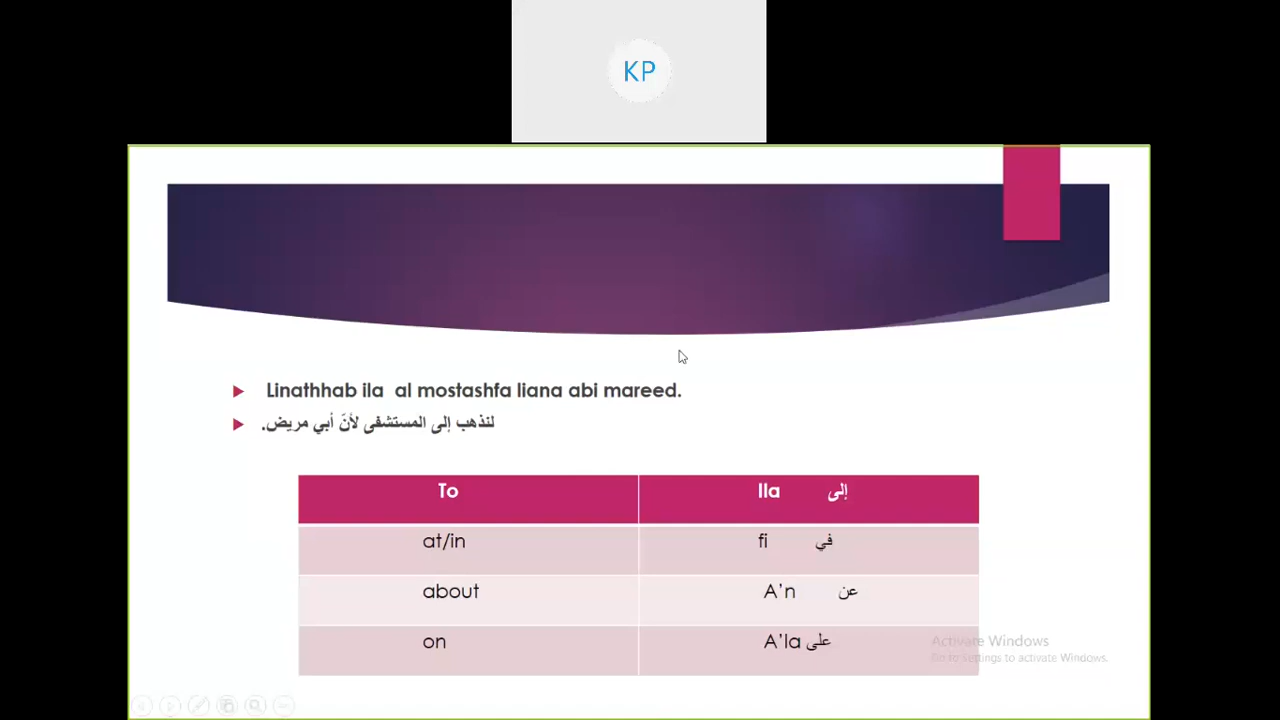 KP
Linathhab ila al mostashfa liana abi mareed.
لنذهب إلى المستشفى لأنّ أبي مريض.
To Ila إلى
at/in fi في
about A'n عن
on A'la على
Activate Windows
Go to Settings to activate Windows.